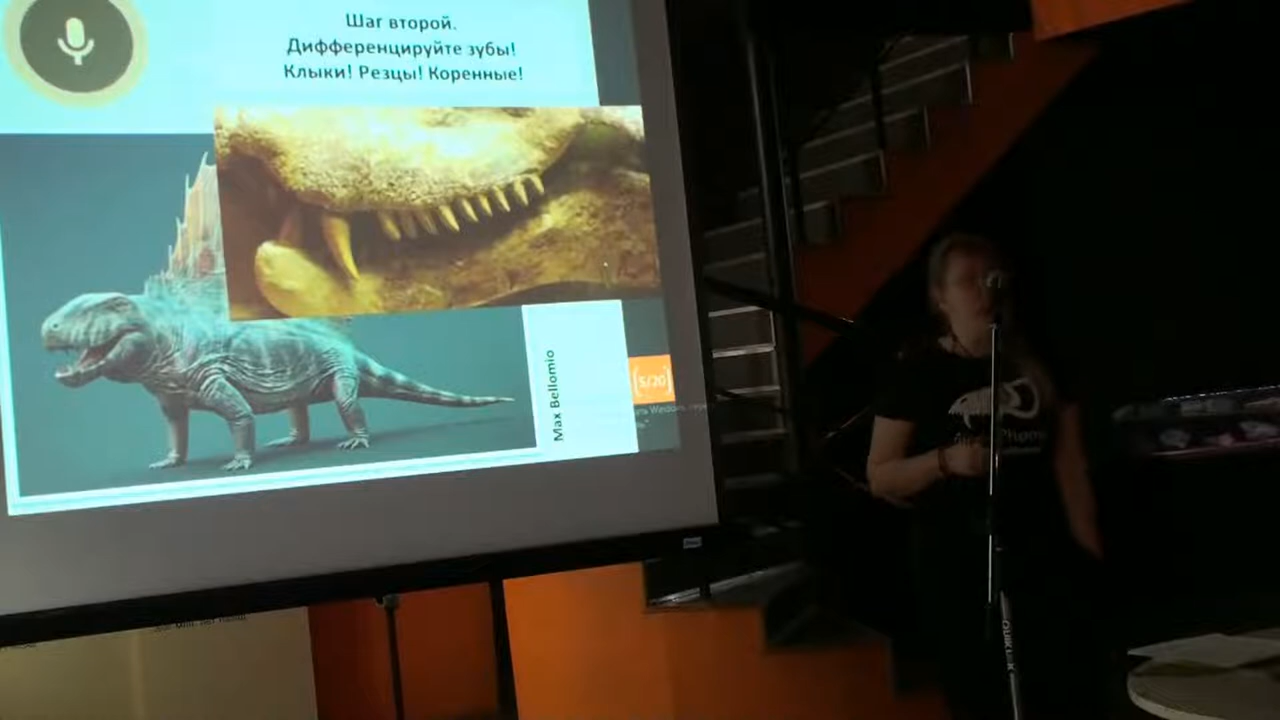 Шаг второй.
Дифференцируйте зубы!
Клыки! Резцы! Коренные!
Max Bellomio
(5/20)